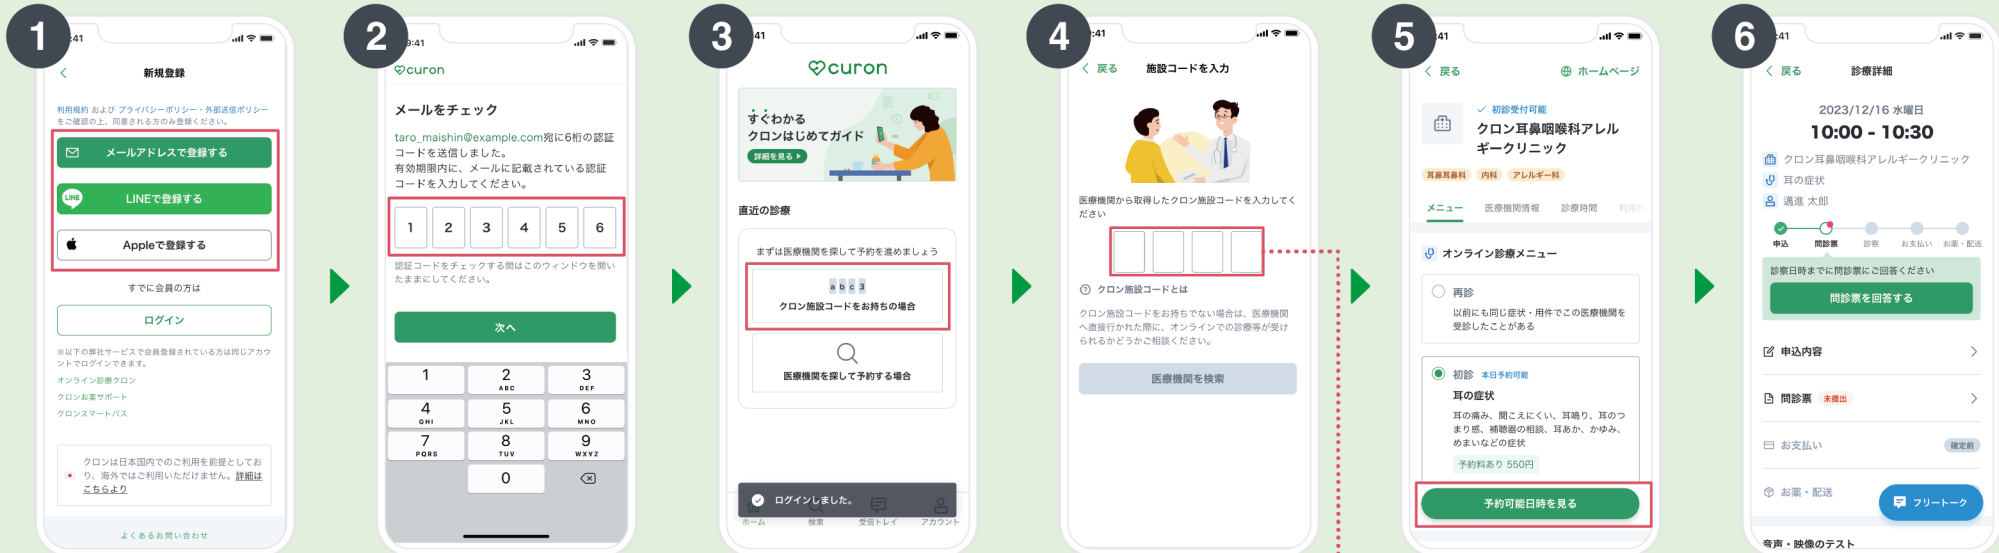 1
:41
新規登録
利用規約 および プライバシーポリシー・外部送信ポリシー
をご確認の上、同意される方のみ登録ください。
メールアドレスで登録する
LINE
LINEで登録する
Appleで登録する
すでに会員の方は
ログイン
※以下の弊社サービスで会員登録されている方は同じアカウ
ントでログインできます。
オンライン診療クロン
クロンお薬サポート
クロンスマートパス
クロンは日本国内でのご利用を前提としてお
り、海外ではご利用いただけません。詳細は
こちらより
よくあるお問い合わせ
2
9:41
curon
メールをチェック
taro_maishin@example.com宛に6桁の認証
コードを送信しました。
有効期限内に、メールに記載されている認証
コードを入力してください。
1 2 3 4 5 6
認証コードをチェックする間はこのウィンドウを開い
たままにしてください。
次へ
1 2 3
ABC DEF
4 5 6
GHI JKL MNO
7 8 9
PQRS TUV WXYZ
0
3
41
curon
すぐわかる
クロンはじめてガイド
詳細を見る
直近の診療
まずは医療機関を探して予約を進めましょう
a b c 3
クロン施設コードをお持ちの場合
医療機関を探して予約する場合
ログインしました。
ホーム 検索 受信トレイ アカウント
4
:41
戻る
施設コードを入力
医療機関から取得したクロン施設コードを入力してく
ださい
クロン施設コードとは
クロン施設コードをお持ちでない場合は、医療機関
へ直接行かれた際に、オンラインでの診療等が受け
られるかどうかご相談ください。
医療機関を検索
5
41
戻る
ホームページ
初診受付可能
クロン耳鼻咽喉科アレル
ギークリニック
耳鼻耳鼻科 内科 アレルギー科
メニュー 医療機関情報 診療時間 利用料
オンライン診療メニュー
再診
以前にも同じ症状・用件でこの医療機関を
受診したことがある
初診 本日予約可能
耳の症状
耳の痛み、聞こえにくい、耳鳴り、耳のつ
まり感、補聴器の相談、耳あか、かゆみ、
めまいなどの症状
予約料あり 550円
予約可能日時を見る
6
:41
戻る
診療詳細
2023/12/16 水曜日
10:00 - 10:30
クロン耳鼻咽喉科アレルギークリニック
耳の症状
邁進 太郎
申込 問診票 診察 お支払い お薬・配送
診察日時までに問診票にご回答ください
問診票を回答する
申込内容
問診票 未提出
お支払い 確定前
お薬・配送
フリートーク
音声・映像のテスト